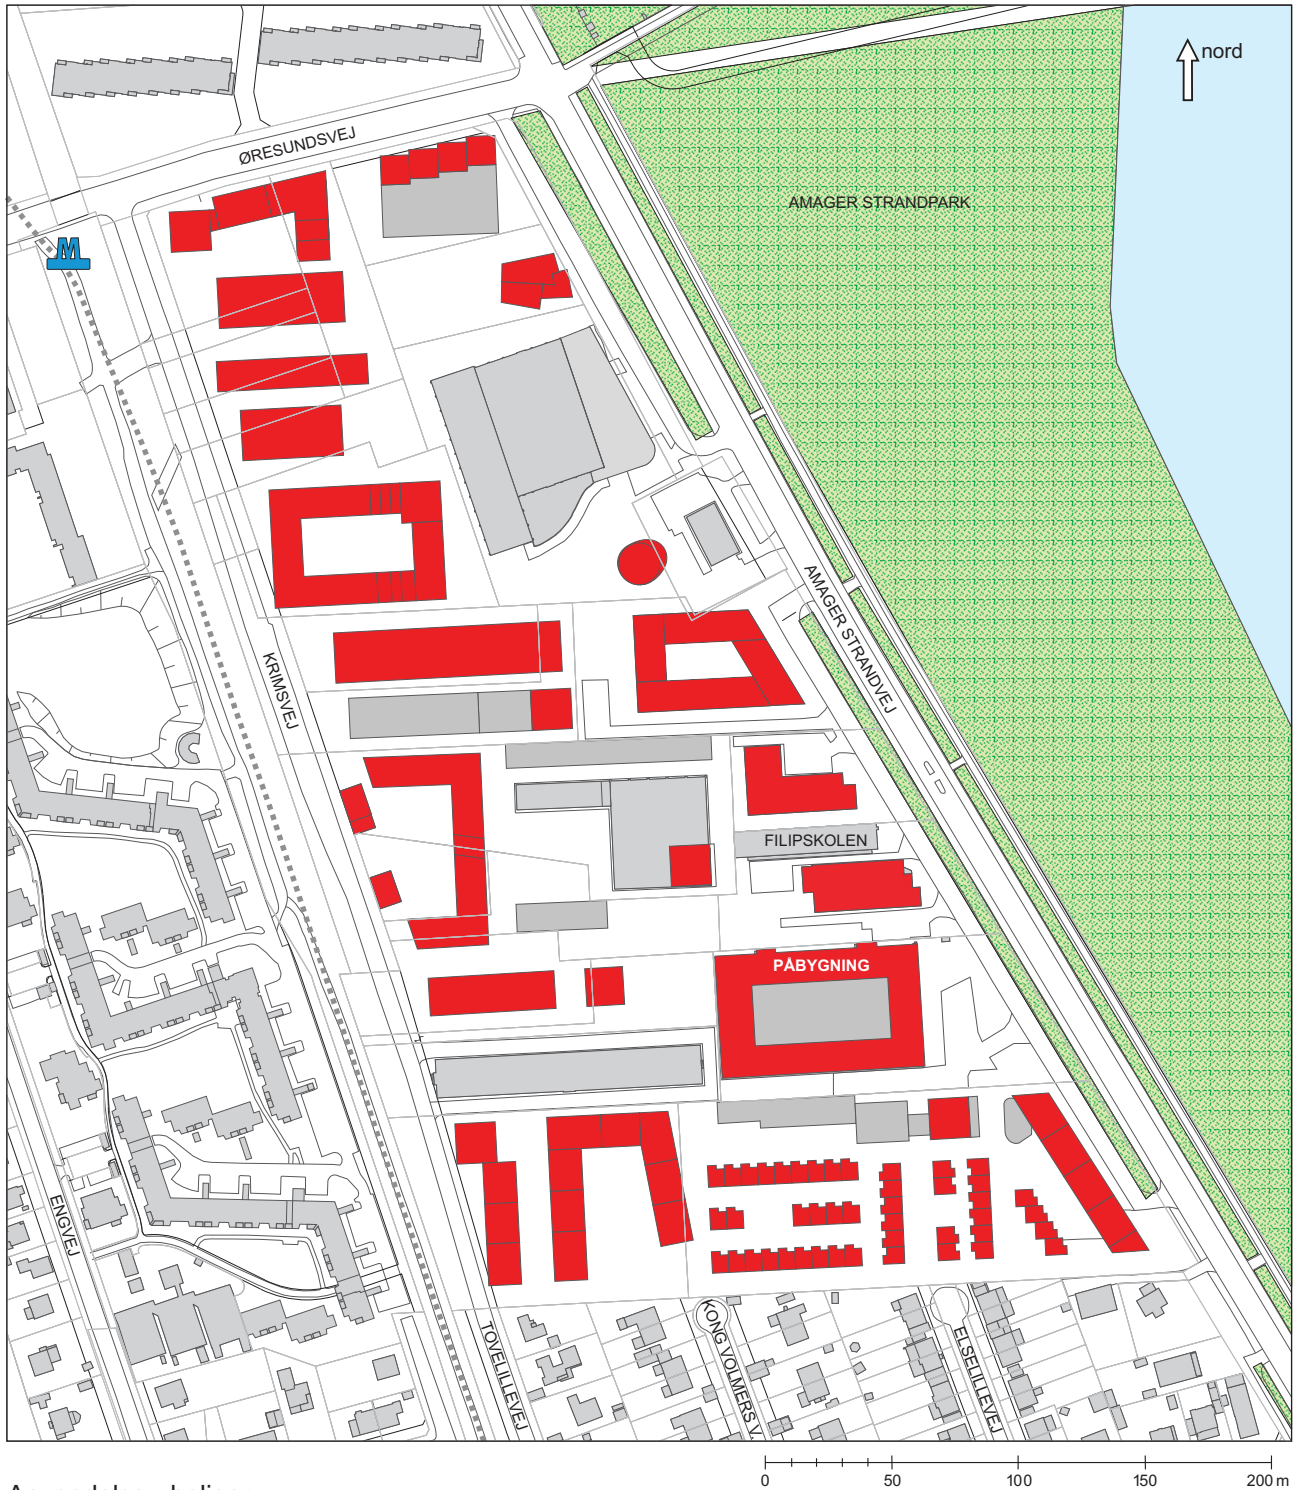 nord
ØRESUNDSVEJ
AMAGER STRANDPARK
M
AMAGER STRANDVEJ
KRIMSVEJ
FILIPSKOLEN
PÅBYGNING
ENGVEJ
TOVELILLEVEJ
KONG VOLMERS V
ELSELILLEVEJ
0 50 100 150 200 m